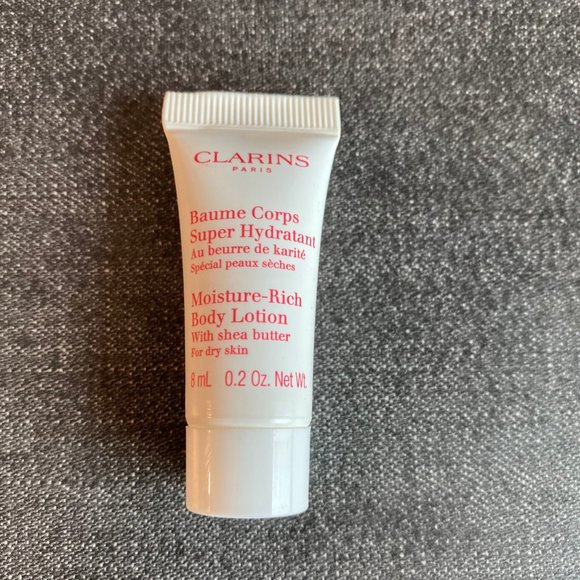 CLARINS
PARIS
Baume Corps
Super Hydratant
Au beurre de karité
Spécial peaux sèches
Moisture-Rich
Body Lotion
With shea butter
For dry skin
8 mL 0.2 Oz. Net Wt.